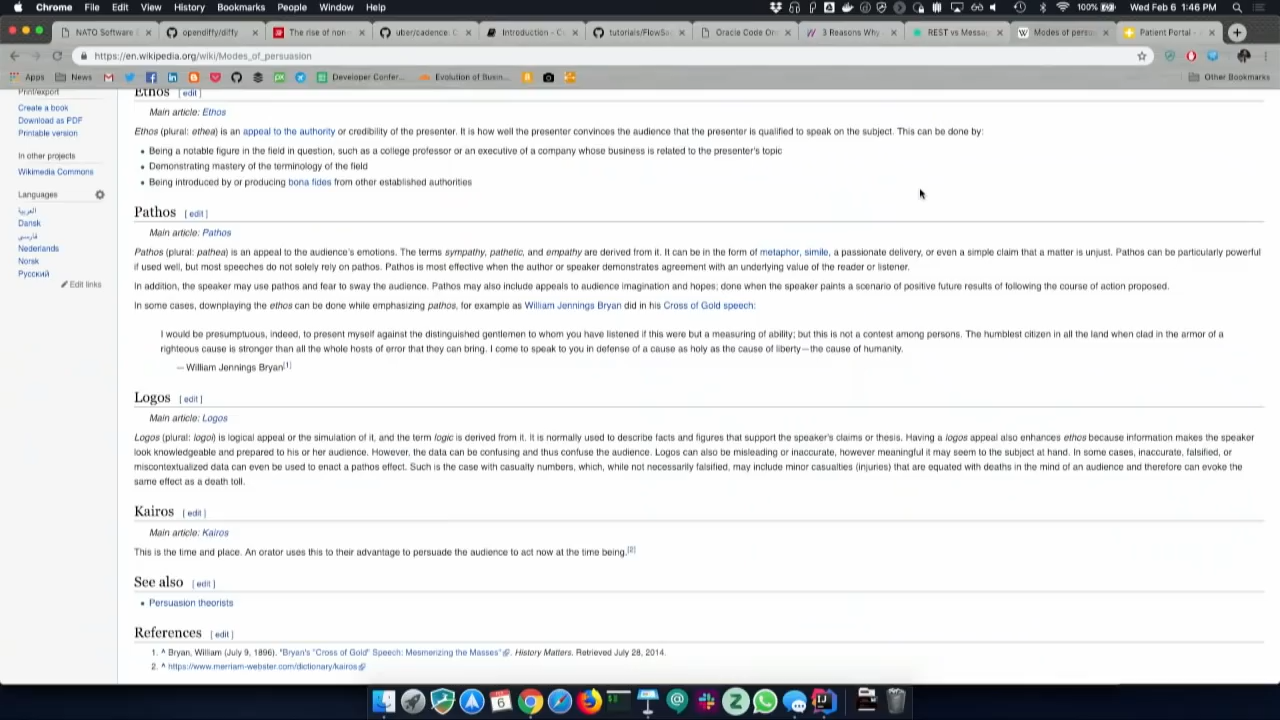 Chrome File Edit View History Bookmarks People Window Help 100% Wed Feb 6 1:46 PM
NATO Software opendiffy/diffy The rise of non- uber/cadence: C Introduction - C tutorials/FlowSa Oracle Code On 3 Reasons Why REST vs Messag Modes of persu Patient Portal -
https://en.wikipedia.org/wiki/Modes_of_persuasion
Apps News Developer Confer... Evolution of Busin... Other Bookmarks
Print/export
Create a book
Download as PDF
Printable version
In other projects
Wikimedia Commons
Languages
العربية
Dansk
فارسی
Nederlands
Norsk
Русский
Edit links
Ethos [edit]
Main article: Ethos
Ethos (plural: ethea) is an appeal to the authority or credibility of the presenter. It is how well the presenter convinces the audience that the presenter is qualified to speak on the subject. This can be done by:
• Being a notable figure in the field in question, such as a college professor or an executive of a company whose business is related to the presenter's topic
• Demonstrating mastery of the terminology of the field
• Being introduced by or producing bona fides from other established authorities
Pathos [edit]
Main article: Pathos
Pathos (plural: pathea) is an appeal to the audience's emotions. The terms sympathy, pathetic, and empathy are derived from it. It can be in the form of metaphor, simile, a passionate delivery, or even a simple claim that a matter is unjust. Pathos can be particularly powerful
if used well, but most speeches do not solely rely on pathos. Pathos is most effective when the author or speaker demonstrates agreement with an underlying value of the reader or listener.
In addition, the speaker may use pathos and fear to sway the audience. Pathos may also include appeals to audience imagination and hopes; done when the speaker paints a scenario of positive future results of following the course of action proposed.
In some cases, downplaying the ethos can be done while emphasizing pathos, for example as William Jennings Bryan did in his Cross of Gold speech:
I would be presumptuous, indeed, to present myself against the distinguished gentlemen to whom you have listened if this were but a measuring of ability; but this is not a contest among persons. The humblest citizen in all the land when clad in the armor of a
righteous cause is stronger than all the whole hosts of error that they can bring. I come to speak to you in defense of a cause as holy as the cause of liberty—the cause of humanity.
— William Jennings Bryan[1]
Logos [edit]
Main article: Logos
Logos (plural: logoi) is logical appeal or the simulation of it, and the term logic is derived from it. It is normally used to describe facts and figures that support the speaker's claims or thesis. Having a logos appeal also enhances ethos because information makes the speaker
look knowledgeable and prepared to his or her audience. However, the data can be confusing and thus confuse the audience. Logos can also be misleading or inaccurate, however meaningful it may seem to the subject at hand. In some cases, inaccurate, falsified, or
miscontextualized data can even be used to enact a pathos effect. Such is the case with casualty numbers, which, while not necessarily falsified, may include minor casualties (injuries) that are equated with deaths in the mind of an audience and therefore can evoke the
same effect as a death toll.
Kairos [edit]
Main article: Kairos
This is the time and place. An orator uses this to their advantage to persuade the audience to act now at the time being.[2]
See also [edit]
• Persuasion theorists
References [edit]
1. ^ Bryan, William (July 9, 1896). "Bryan's "Cross of Gold" Speech: Mesmerizing the Masses". History Matters. Retrieved July 28, 2014.
2. ^ https://www.merriam-webster.com/dictionary/kairos